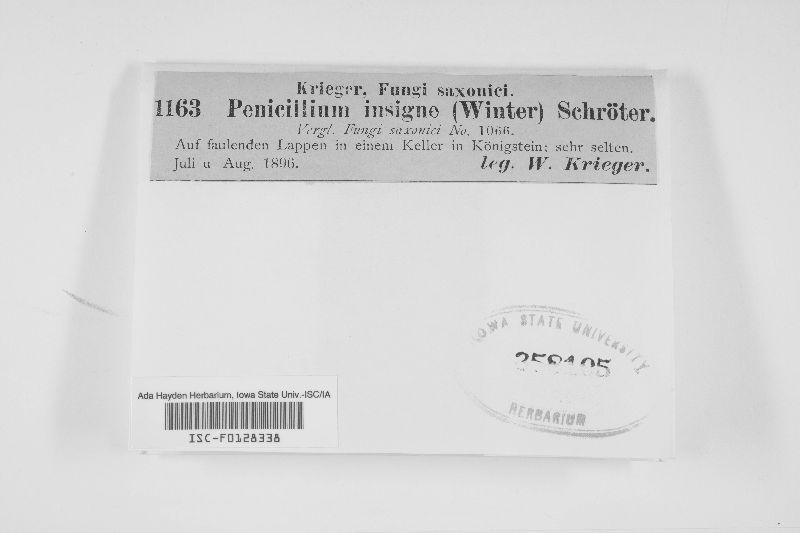 Krieger, Fungi saxonici.
1163 Penicillium insigne (Winter) Schröter.
Vergl. Fungi saxonici No. 1066.
Auf faulenden Lappen in einem Keller in Königstein; sehr selten.
Juli u Aug. 1896. leg. W. Krieger.
IOWA STATE UNIVERSITY
358105
HERBARIUM
Ada Hayden Herbarium, Iowa State Univ.-ISC/IA
ISC-F0128338